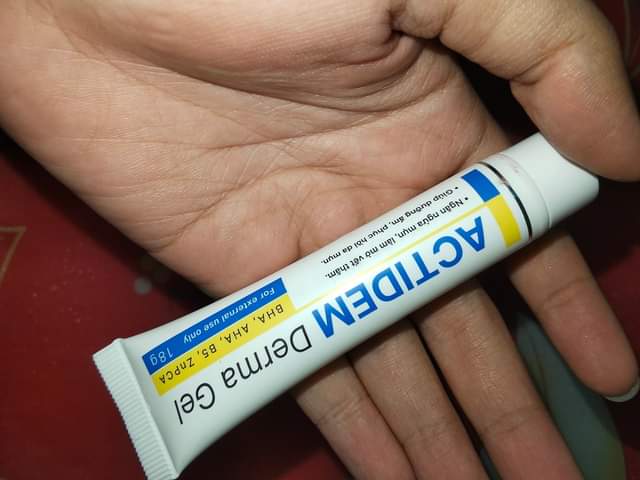 ACTIDEM Derma Gel
BHA, AHA, B5, ZnPCA
For external use only 18g
• Ngăn ngừa mụn, làm mờ vết thâm.
• Giúp dưỡng ẩm, phục hồi da mụn.